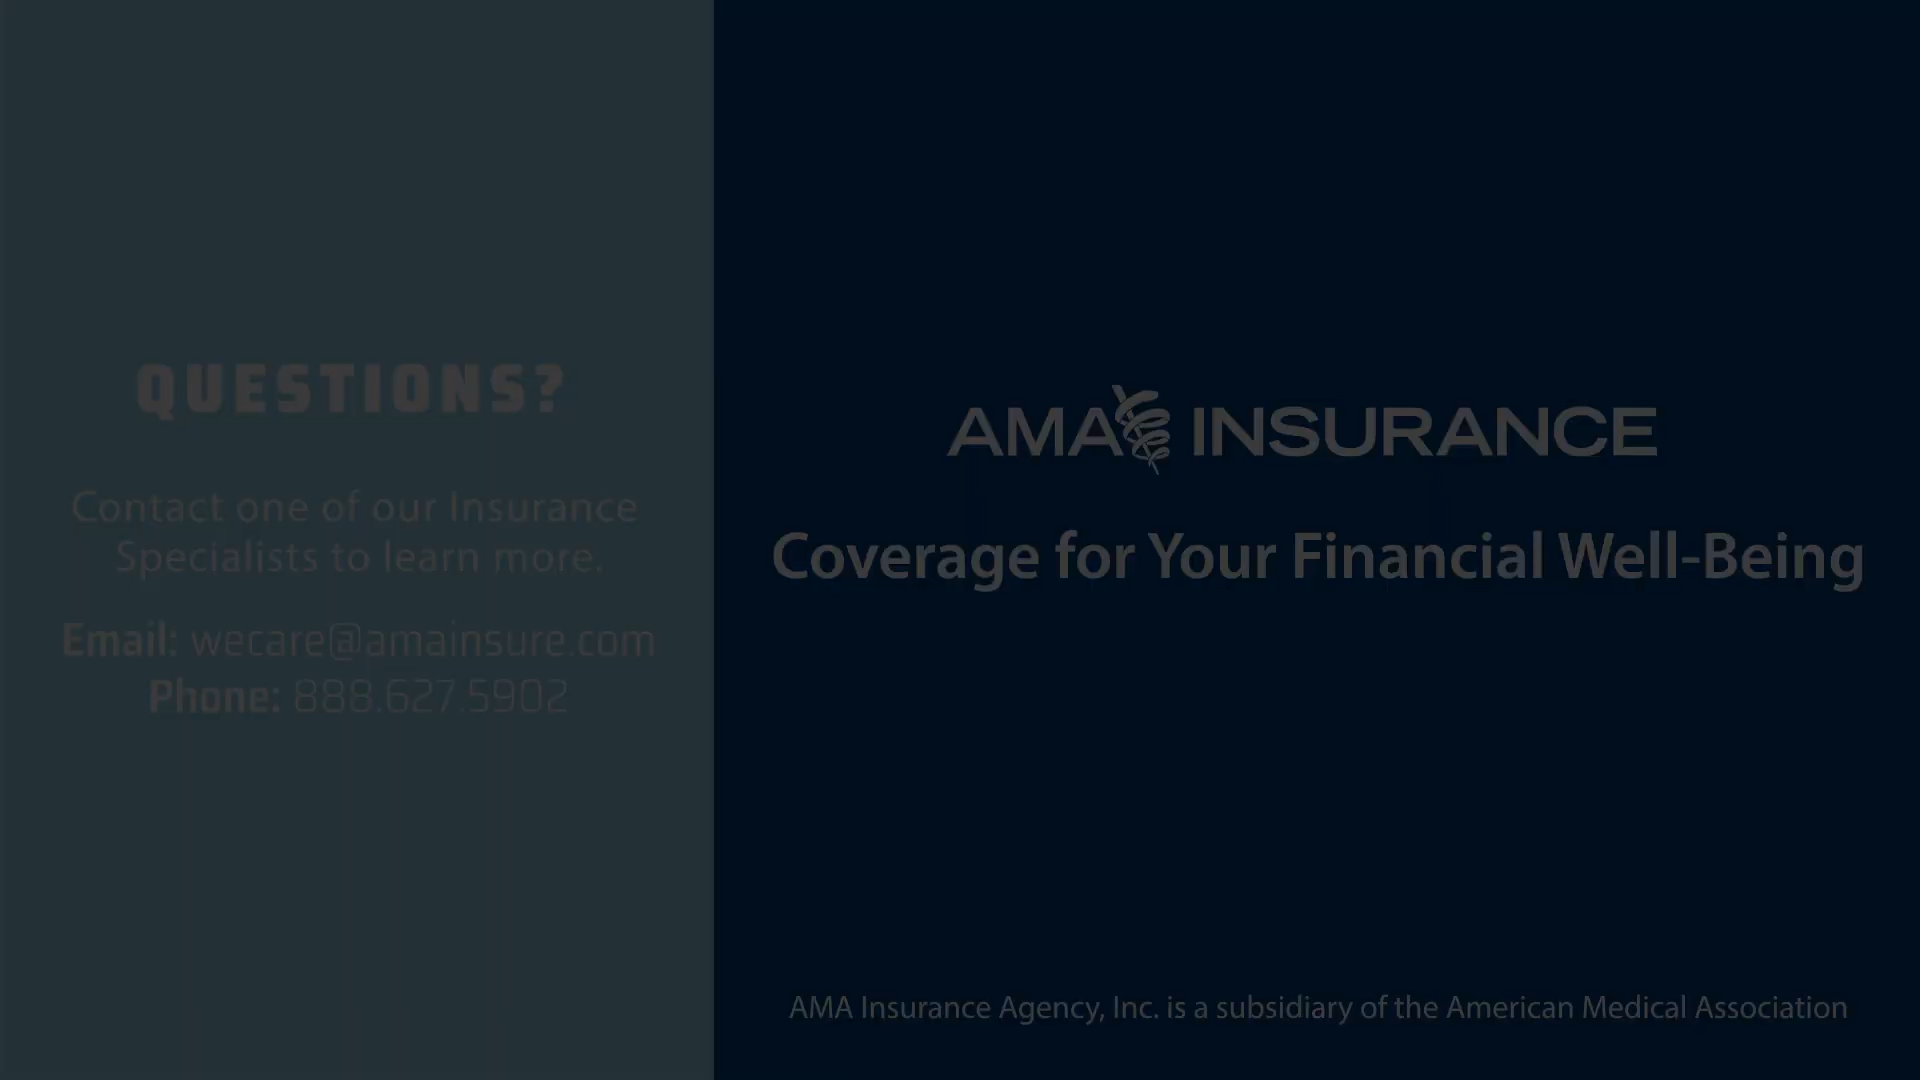 QUESTIONS?
Contact one of our Insurance
Specialists to learn more.
Email: wecare@amainsure.com
Phone: 888.627.5902
AMA INSURANCE
Coverage for Your Financial Well-Being
AMA Insurance Agency, Inc. is a subsidiary of the American Medical Association